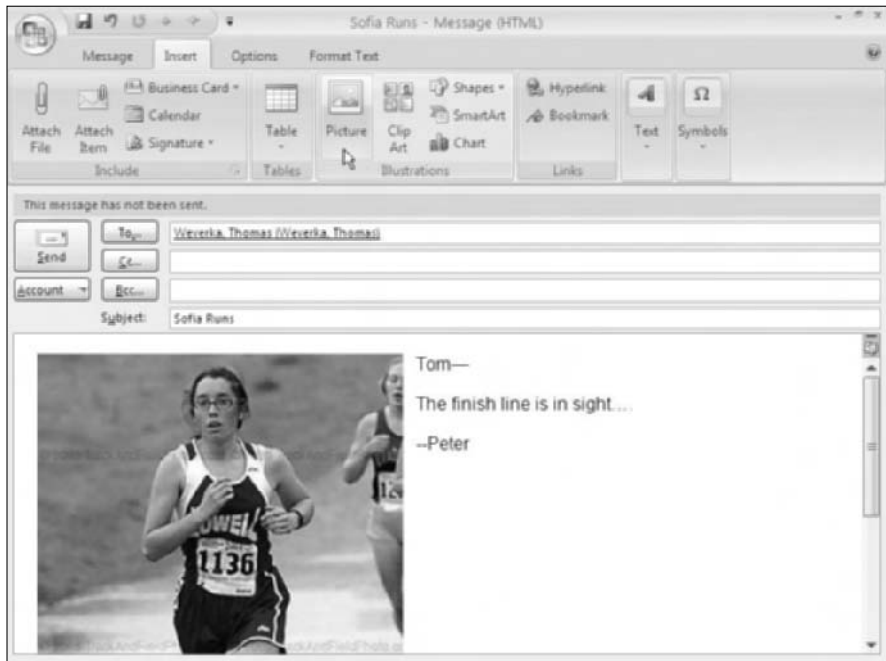 Sofia Runs - Message (HTML)
Message Insert Options Format Text
Attach File
Attach Item
Business Card
Calendar
Signature
Include
Table
Tables
Picture
Clip Art
Shapes
SmartArt
Chart
Illustrations
Hyperlink
Bookmark
Links
Text
Ω
Symbols
This message has not been sent.
Send
Account
To...
Weverka, Thomas (Weverka, Thomas)
Cc...
Bcc...
Subject: Sofia Runs
Tom—
The finish line is in sight....
--Peter
LOWELL
1136